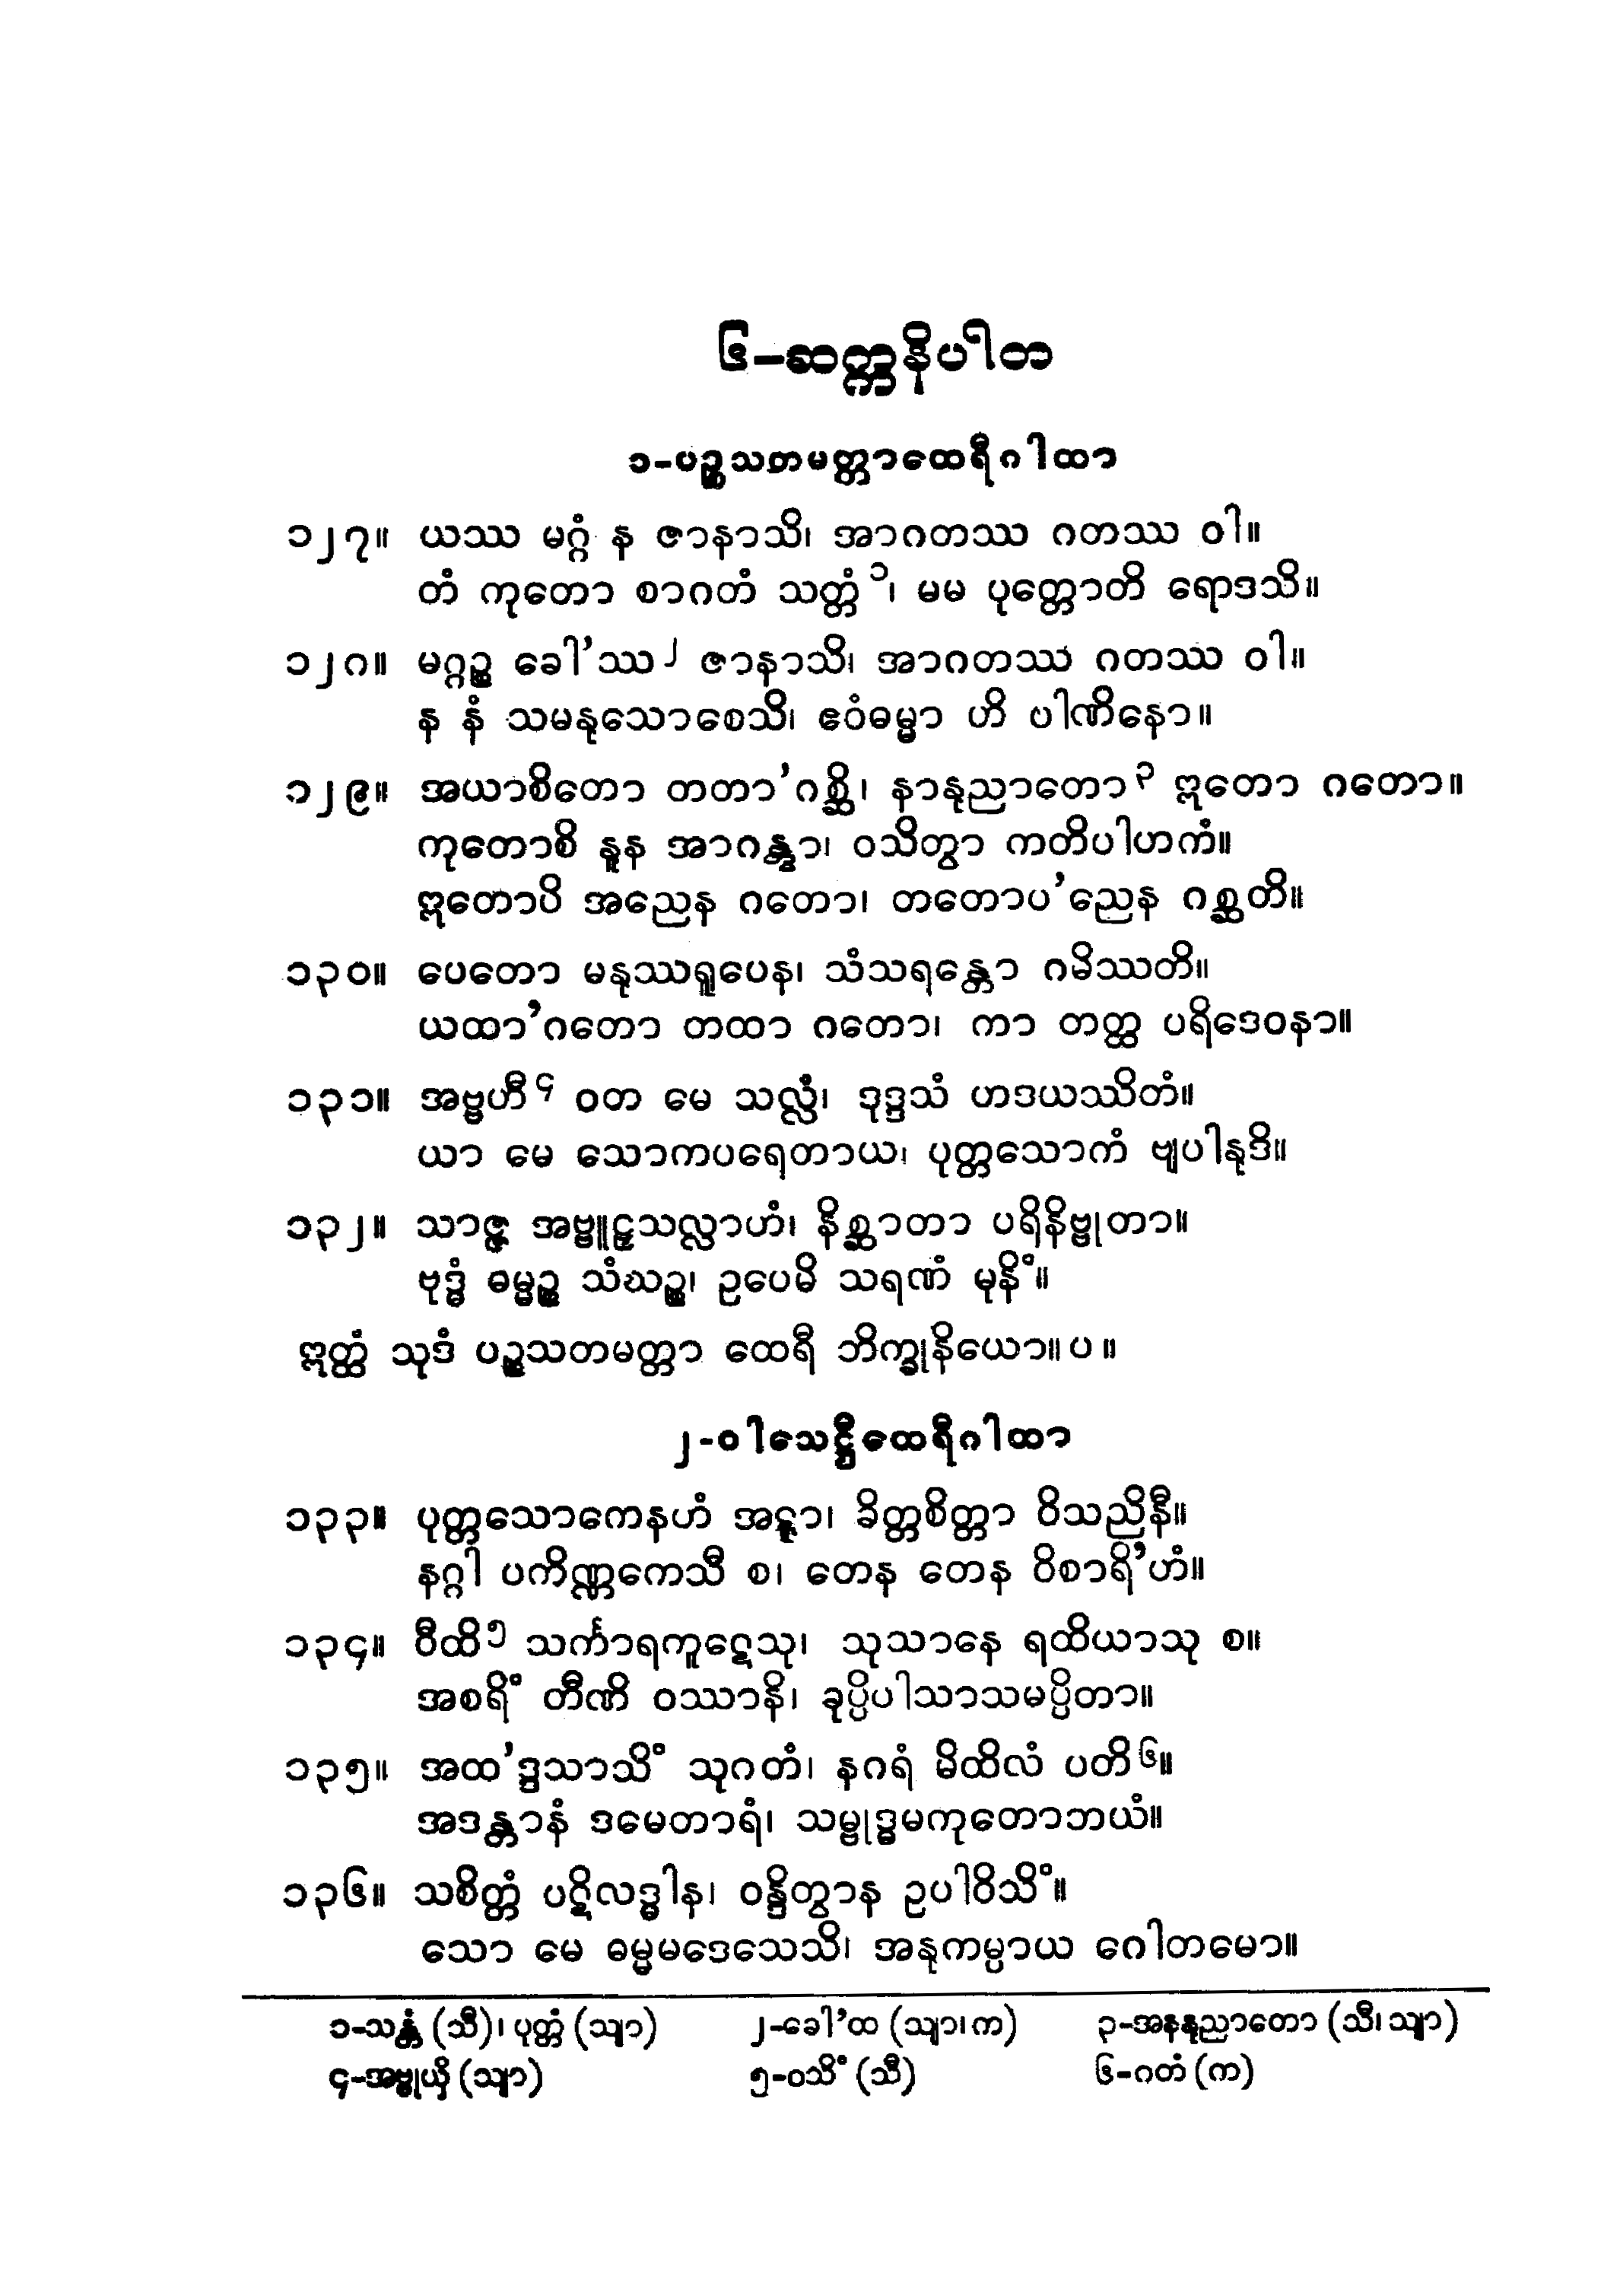 ၆-ဆက္ကနိပါတ
၁-ပဉ္စသတမတ္တာထေရီဂါထာ
၁၂၇။ ယဿ မဂ္ဂံ န ဇာနာသိ၊ အာဂတဿ ဂတဿ ဝါ။
တံ ကုတော စာဂတံ သတ္တံ၁၊ မမ ပုတ္တောတိ ရောဒသိ။
၁၂၈။ မဂ္ဂဉ္စ ခေါ'ဿ၂ ဇာနာသိ၊ အာဂတဿ ဂတဿ ဝါ။
န နံ သမနုသောစေသိ၊ ဧဝံဓမ္မာ ဟိ ပါဏိနော။
၁၂၉။ အယာစိတော တတာ'ဂစ္ဆိ၊ နာနုညာတော၃ ဣတော ဂတော။
ကုတောစိ နူန အာဂန္တွာ၊ ဝသိတွာ ကတိပါဟကံ။
ဣတောပိ အညေန ဂတော၊ တတောပ'ညေန ဂစ္ဆတိ။
၁၃၀။ ပေတော မနုဿရူပေန၊ သံသရန္တော ဂမိဿတိ။
ယထာ'ဂတော တထာ ဂတော၊ ကာ တတ္ထ ပရိဒေဝနာ။
၁၃၁။ အဗ္ဗဟီ၄ ဝတ မေ သလ္လံ၊ ဒုဒ္ဒသံ ဟဒယဿိတံ။
ယာ မေ သောကပရေတာယ၊ ပုတ္တသောကံ ဗျပါနုဒိ။
၁၃၂။ သာဇ္ဇ အဗ္ဗူဠှသလ္လာဟံ၊ နိစ္ဆာတာ ပရိနိဗ္ဗုတာ။
ဗုဒ္ဓံ ဓမ္မဉ္စ သံဃဉ္စ၊ ဥပေမိ သရဏံ မုနိံ။
ဣတ္ထံ သုဒံ ပဉ္စသတမတ္တာ ထေရီ ဘိက္ခုနိယော။ ပ ။
၂-ဝါသေဋ္ဌီထေရီဂါထာ
၁၃၃။ ပုတ္တသောကေနဟံ အဋ္ဋာ၊ ခိတ္တစိတ္တာ ဝိသညိနီ။
နဂ္ဂါ ပကိဏ္ဏကေသီ စ၊ တေန တေန ဝိစာရိ'ဟံ။
၁၃၄။ ဝီထိ၅ သင်္ကာရကူဋေသု၊ သုသာနေ ရထိယာသု စ။
အစရိံ တီဏိ ဝဿာနိ၊ ခုပ္ပိပါသာသမပ္ပိတာ။
၁၃၅။ အထ'ဒ္ဒသာသိံ သုဂတံ၊ နဂရံ မိထိလံ ပတိ၆။
အဒန္တာနံ ဒမေတာရံ၊ သမ္ဗုဒ္ဓမကုတောဘယံ။
၁၃၆။ သစိတ္တံ ပဋိလဒ္ဓါန၊ ဝန္ဒိတွာန ဥပါဝိသိံ။
သော မေ ဓမ္မမဒေသေသိ၊ အနုကမ္ပာယ ဂေါတမော။
၁-သန္တံ (သီ)၊ ပုတ္တံ (သျာ) ၂-ခေါ'ထ (သျာ၊ က) ၃-အနနုညာတော (သီ၊ သျာ)
၄-အဗ္ဗုယှိ (သျာ) ၅-ဝသိံ (သီ) ၆-ဂတံ (က)